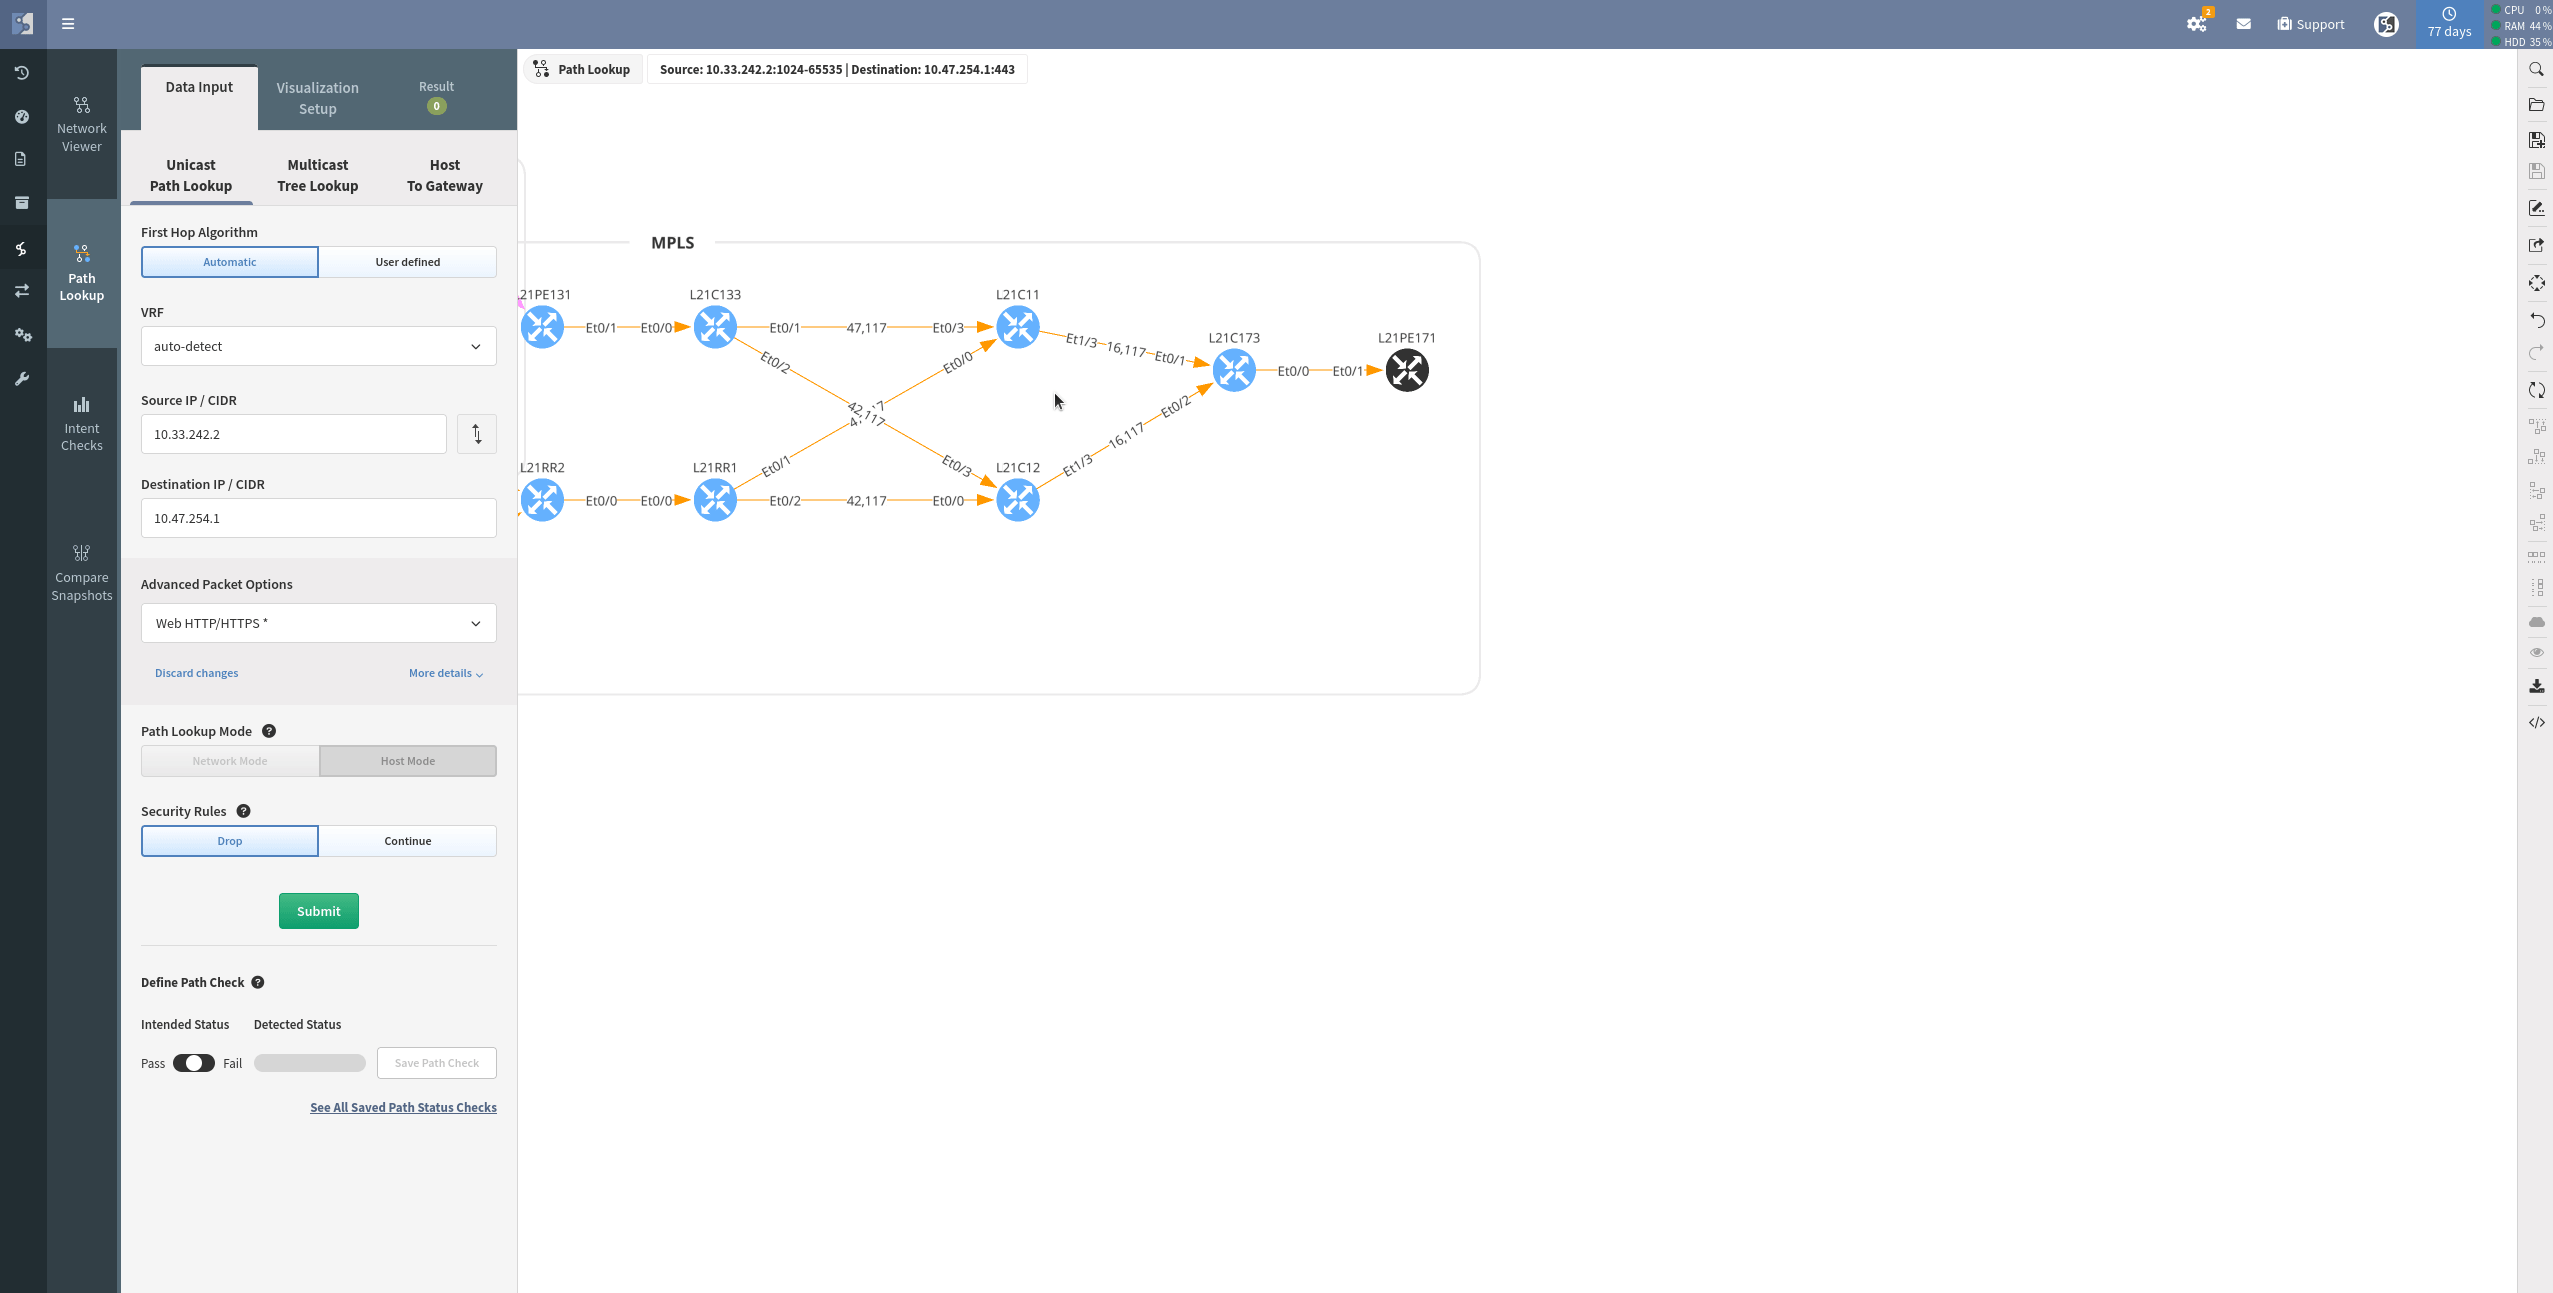 Support
2
77 days
CPU 0 %
RAM 44 %
HDD 35 %
Network
Viewer
Path
Lookup
Intent
Checks
Compare
Snapshots
Data Input
Visualization
Setup
Result
0
Unicast
Path Lookup
Multicast
Tree Lookup
Host
To Gateway
First Hop Algorithm
Automatic
User defined
VRF
auto-detect
Source IP / CIDR
10.33.242.2
Destination IP / CIDR
10.47.254.1
Advanced Packet Options
Web HTTP/HTTPS *
Discard changes
More details
Path Lookup Mode ?
Network Mode
Host Mode
Security Rules ?
Drop
Continue
Submit
Define Path Check ?
Intended Status
Detected Status
Pass
Fail
Save Path Check
See All Saved Path Status Checks
Path Lookup
Source: 10.33.242.2:1024-65535 | Destination: 10.47.254.1:443
MPLS
21PE131
L21C133
L21C11
Et0/1
Et0/0
Et0/1
47,117
Et0/3
Et1/3
16,117
Et0/1
L21C173
L21PE171
Et0/0
Et0/1
Et0/2
Et0/0
42,117
Et0/2
16,117
Et1/3
L21RR2
L21RR1
L21C12
Et0/1
Et0/3
Et0/0
Et0/0
Et0/2
42,117
Et0/0